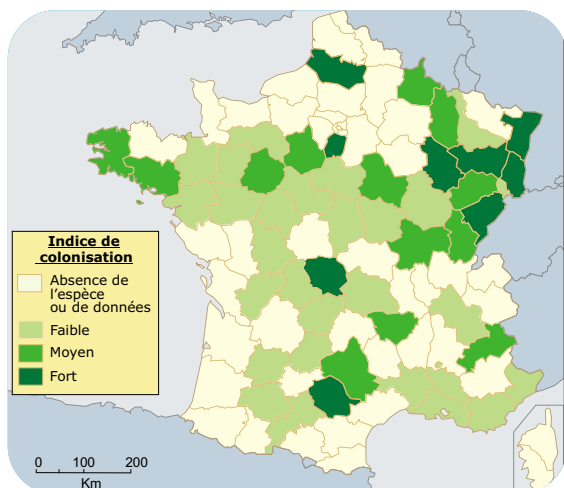 Indice de
colonisation
Absence de
l'espèce
ou de données
Faible
Moyen
Fort
0 100 200
Km